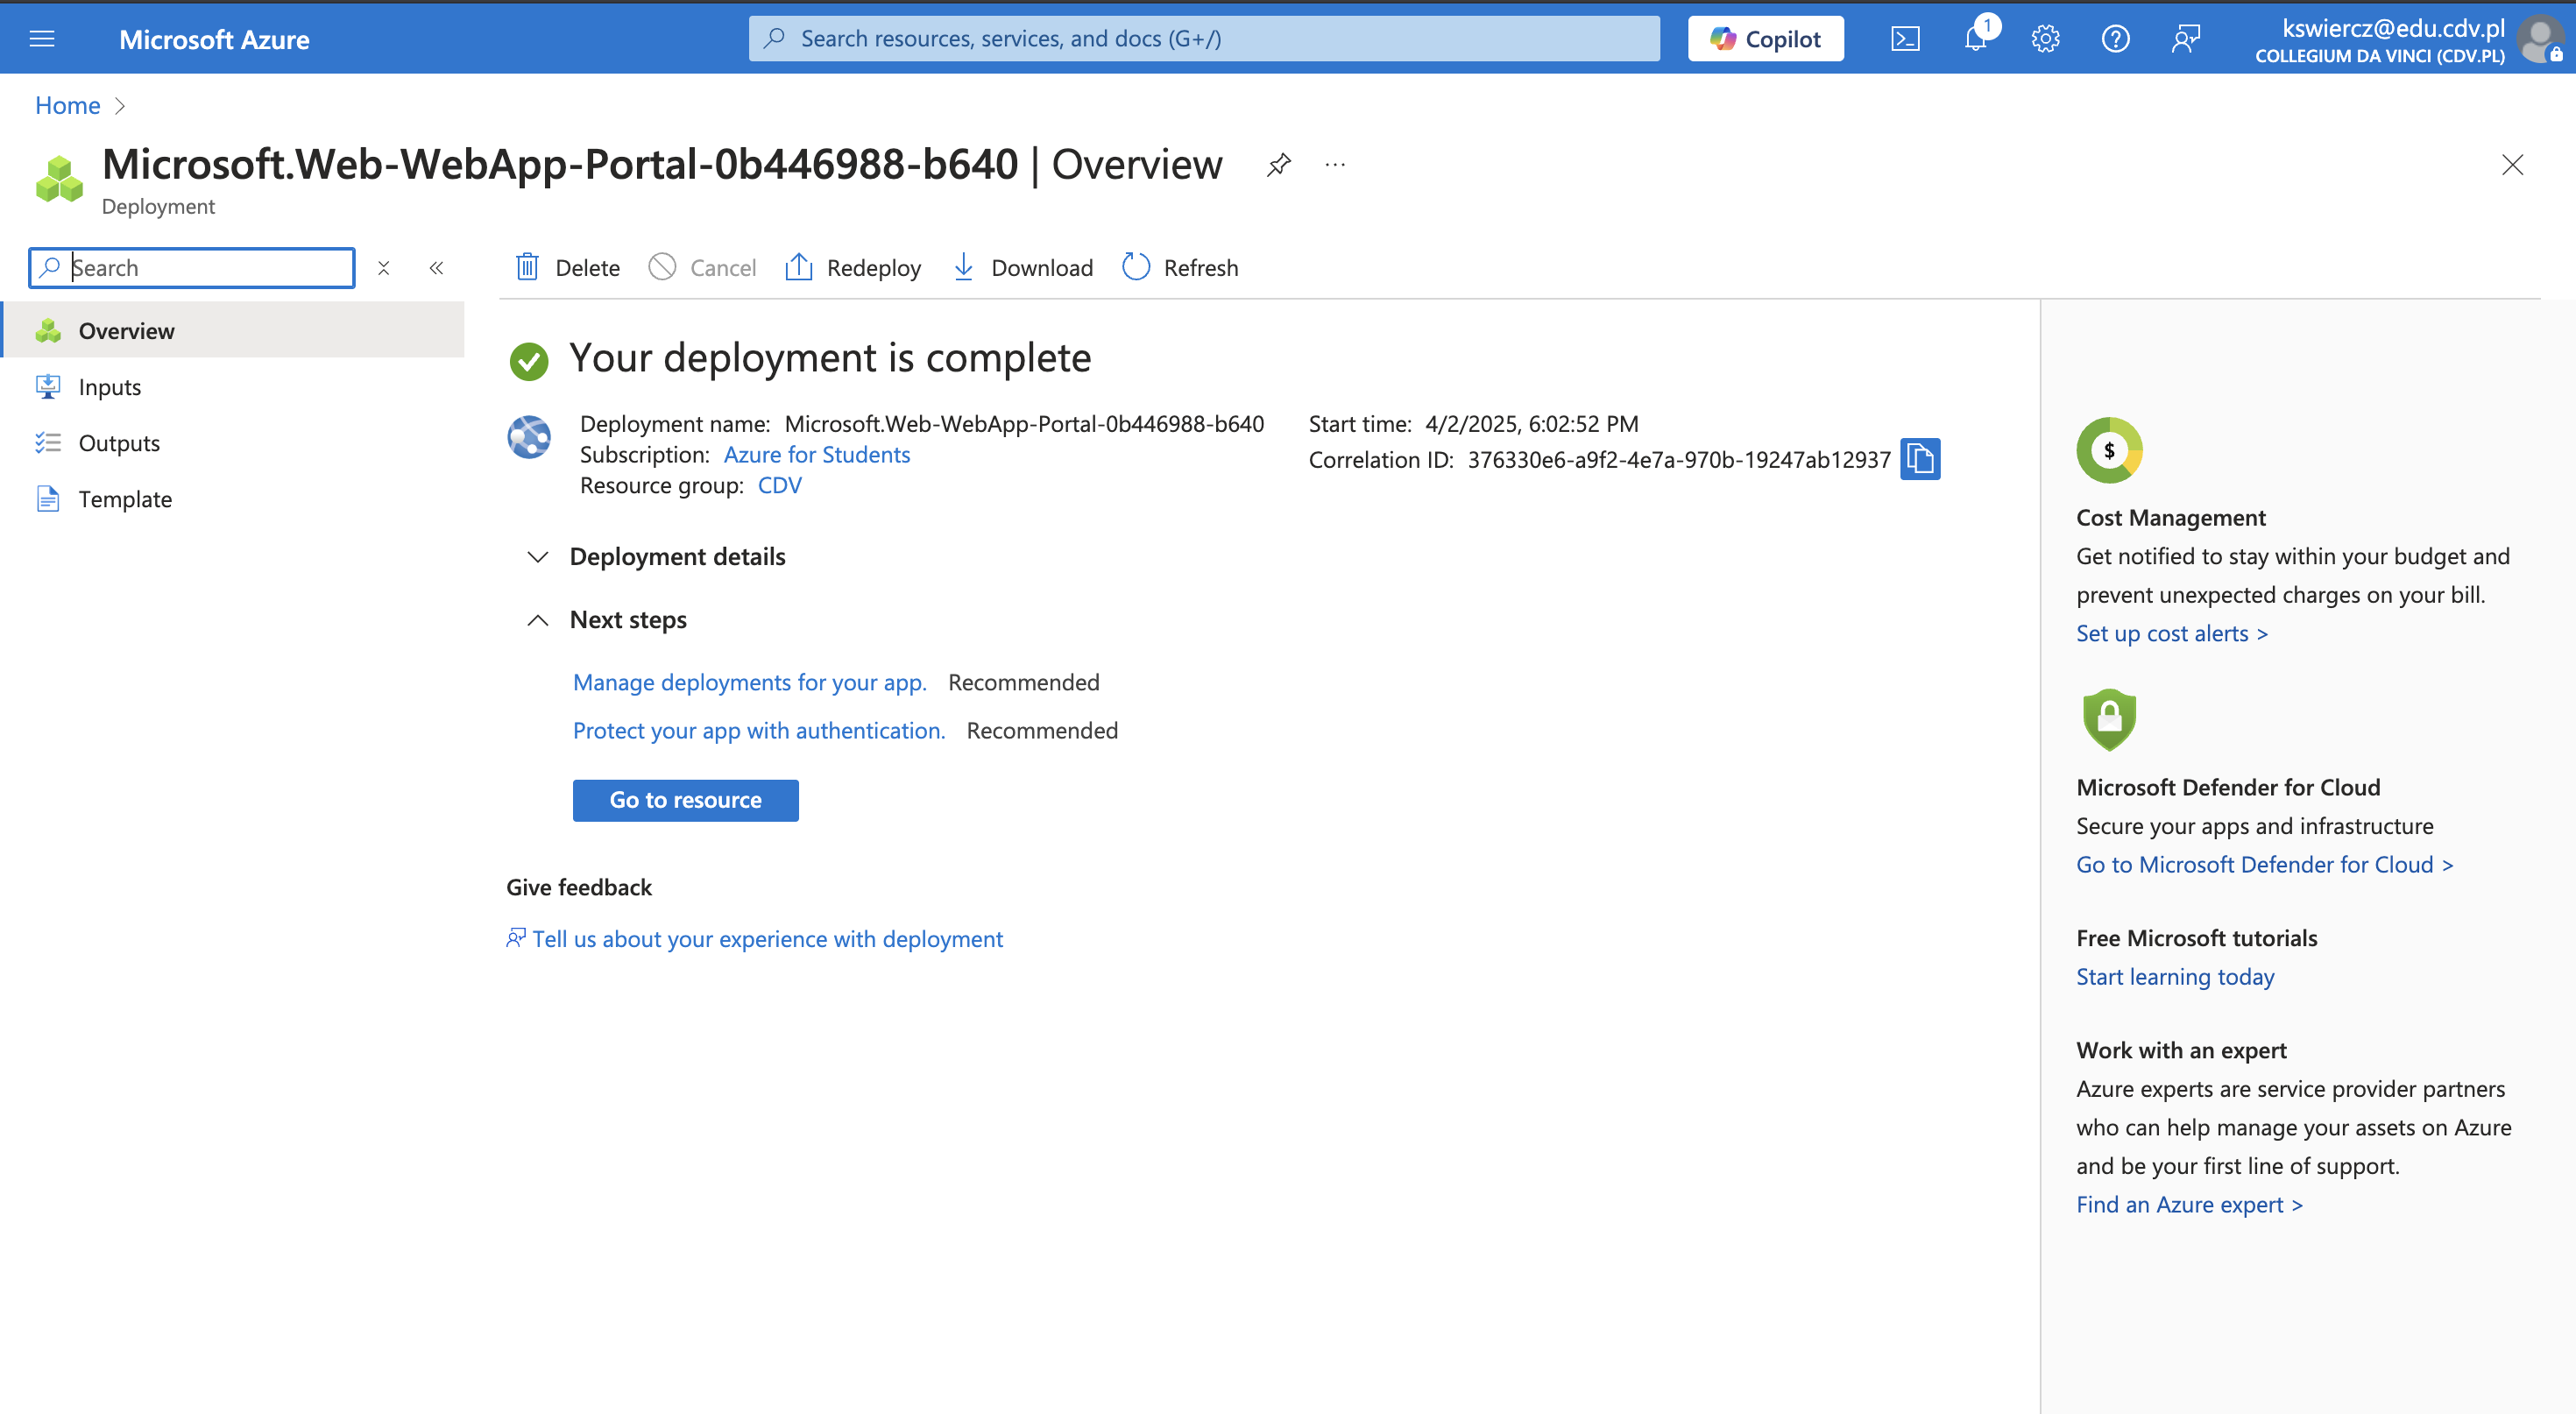 Microsoft Azure
Search resources, services, and docs (G+/)
Copilot
1
kswiercz@edu.cdv.pl
COLLEGIUM DA VINCI (CDV.PL)
Home
Microsoft.Web-WebApp-Portal-0b446988-b640 | Overview
Deployment
Search
Delete
Cancel
Redeploy
Download
Refresh
Overview
Inputs
Outputs
Template
Your deployment is complete
Deployment name: Microsoft.Web-WebApp-Portal-0b446988-b640
Subscription: Azure for Students
Resource group: CDV
Start time: 4/2/2025, 6:02:52 PM
Correlation ID: 376330e6-a9f2-4e7a-970b-19247ab12937
Deployment details
Next steps
Manage deployments for your app. Recommended
Protect your app with authentication. Recommended
Go to resource
Give feedback
Tell us about your experience with deployment
$
Cost Management
Get notified to stay within your budget and
prevent unexpected charges on your bill.
Set up cost alerts >
Microsoft Defender for Cloud
Secure your apps and infrastructure
Go to Microsoft Defender for Cloud >
Free Microsoft tutorials
Start learning today
Work with an expert
Azure experts are service provider partners
who can help manage your assets on Azure
and be your first line of support.
Find an Azure expert >